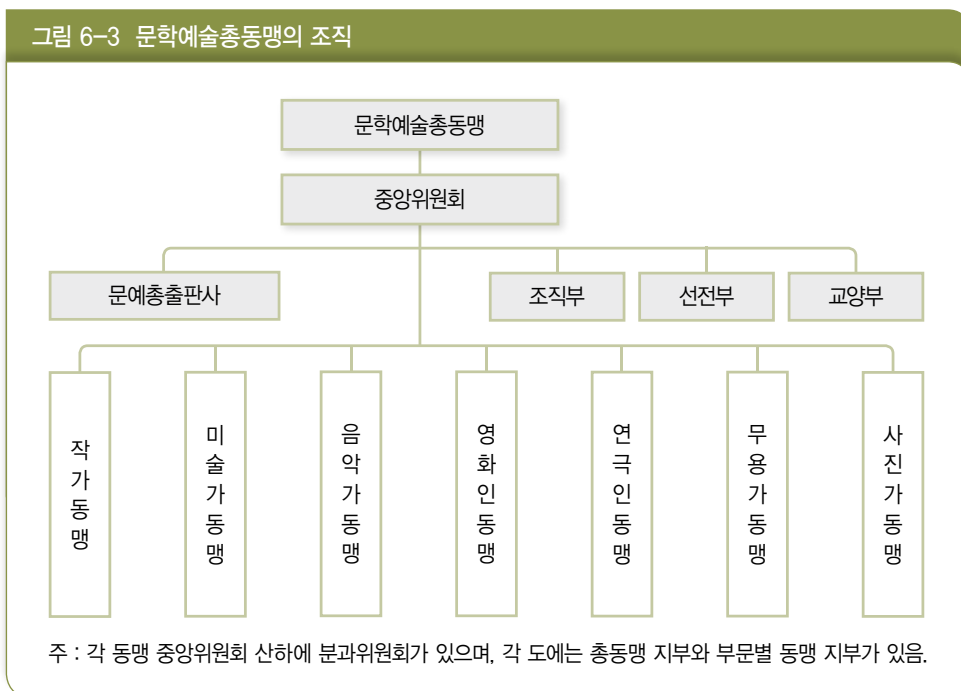 그림 6-3 문학예술총동맹의 조직
문학예술총동맹
중앙위원회
문예총출판사
조직부
선전부
교양부
작가동맹
미술가동맹
음악가동맹
영화인동맹
연극인동맹
무용가동맹
사진가동맹
주 : 각 동맹 중앙위원회 산하에 분과위원회가 있으며, 각 도에는 총동맹 지부와 부문별 동맹 지부가 있음.